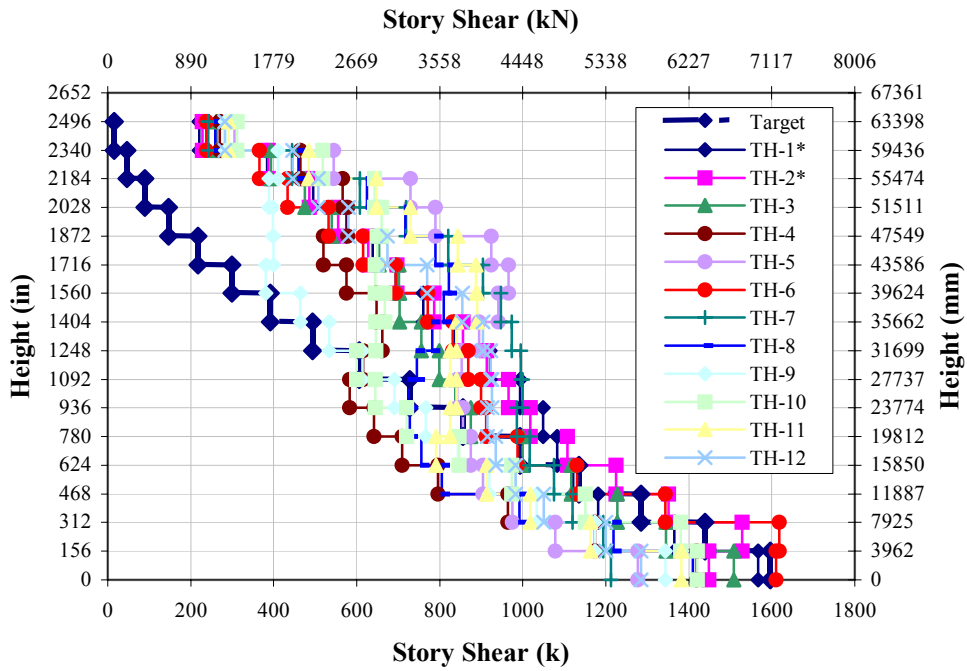 Story Shear (kN)
0 890 1779 2669 3558 4448 5338 6227 7117 8006
Height (in)
2652
2496
2340
2184
2028
1872
1716
1560
1404
1248
1092
936
780
624
468
312
156
0
Target
TH-1*
TH-2*
TH-3
TH-4
TH-5
TH-6
TH-7
TH-8
TH-9
TH-10
TH-11
TH-12
67361
63398
59436
55474
51511
47549
43586
39624
35662
31699
27737
23774
19812
15850
11887
7925
3962
0
Height (mm)
0 200 400 600 800 1000 1200 1400 1600 1800
Story Shear (k)